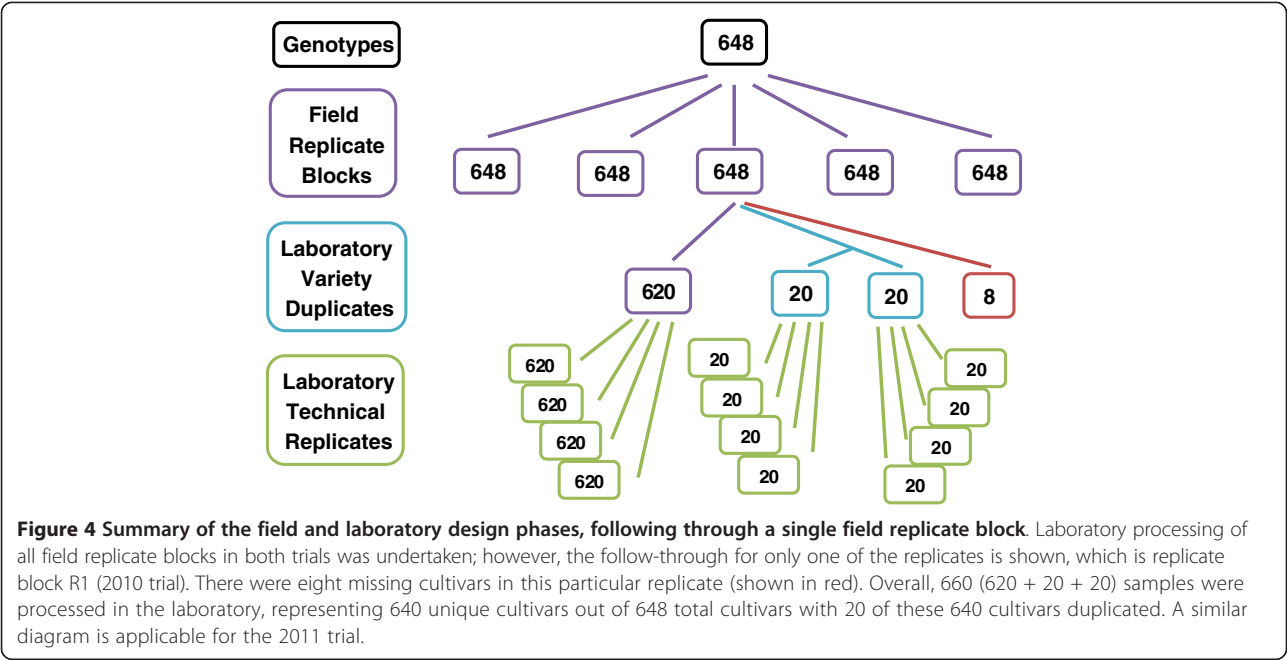 Genotypes
648
Field
Replicate
Blocks
648 648 648 648 648
Laboratory
Variety
Duplicates
620 20 20 8
Laboratory
Technical
Replicates
620
620
620
620
20
20
20
20
20
20
20
20
Figure 4 Summary of the field and laboratory design phases, following through a single field replicate block. Laboratory processing of
all field replicate blocks in both trials was undertaken; however, the follow-through for only one of the replicates is shown, which is replicate
block R1 (2010 trial). There were eight missing cultivars in this particular replicate (shown in red). Overall, 660 (620 + 20 + 20) samples were
processed in the laboratory, representing 640 unique cultivars out of 648 total cultivars with 20 of these 640 cultivars duplicated. A similar
diagram is applicable for the 2011 trial.